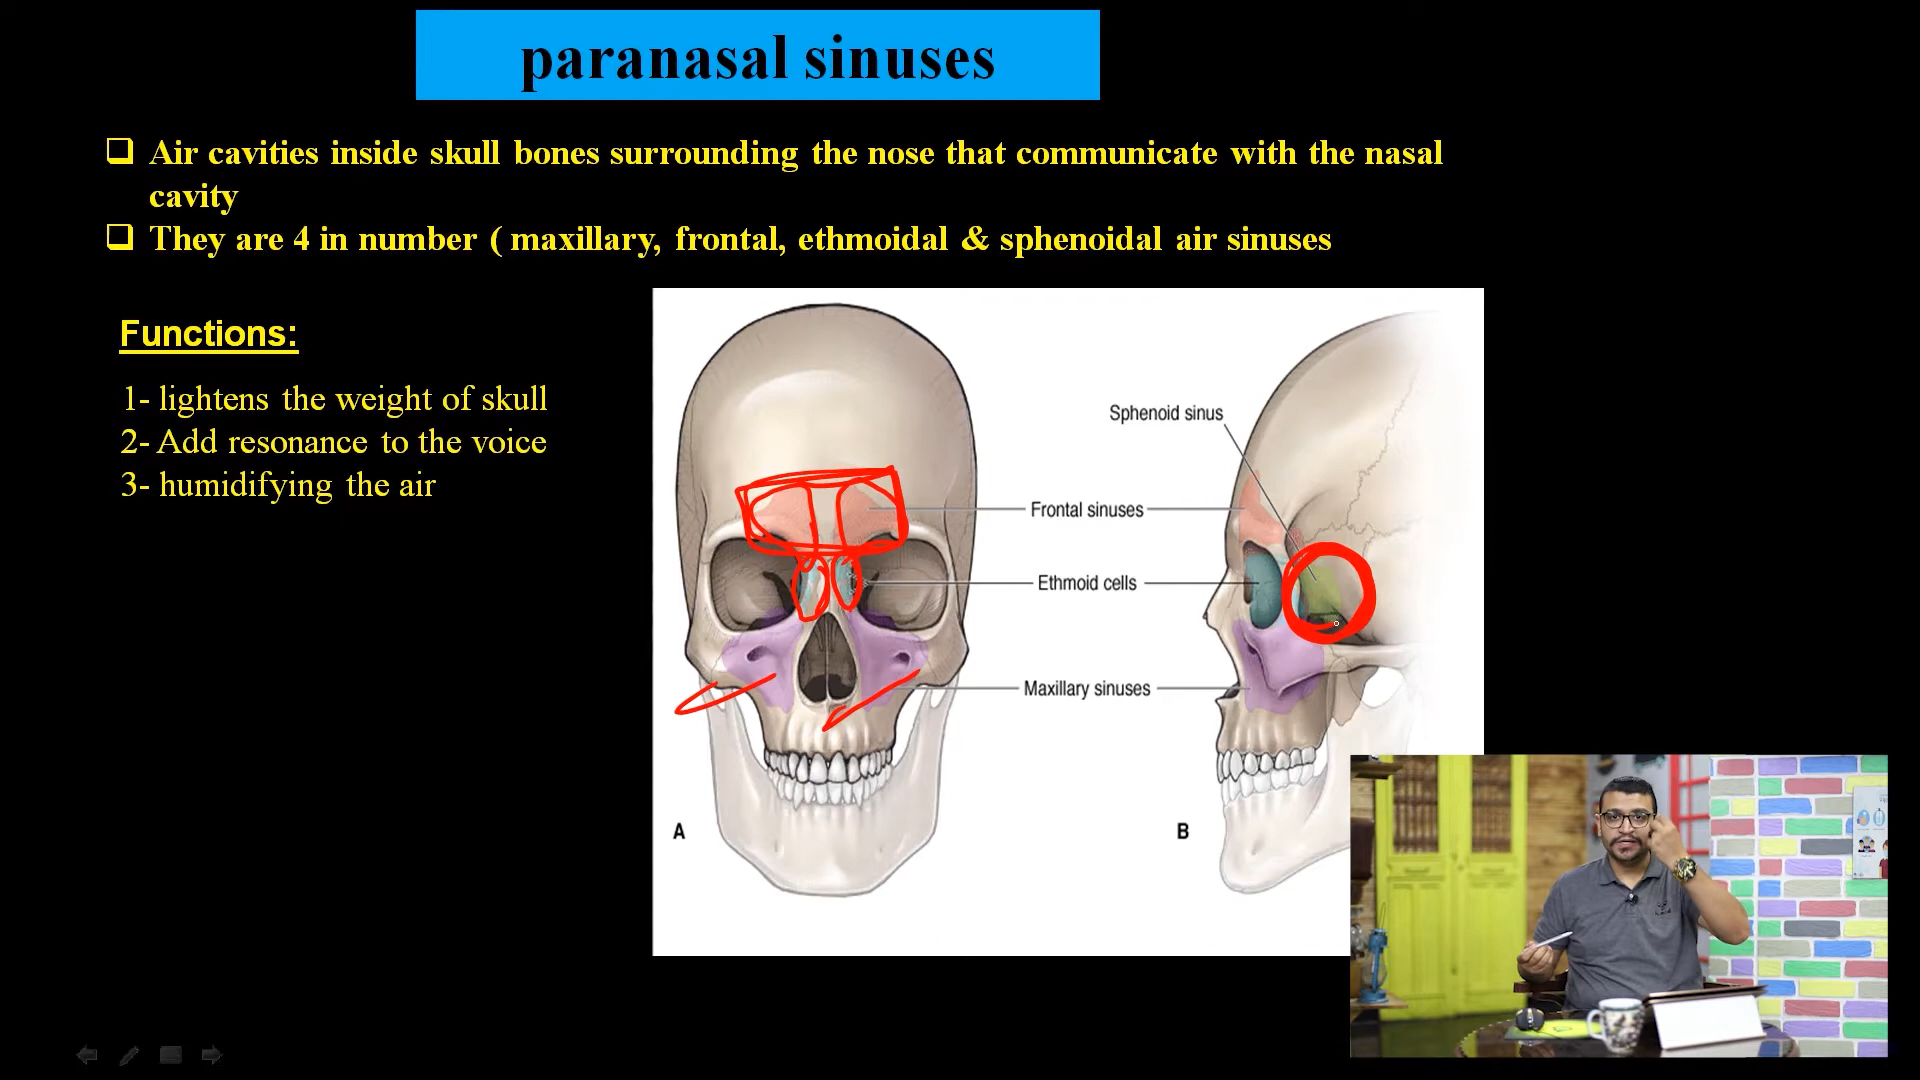 paranasal sinuses
❑ Air cavities inside skull bones surrounding the nose that communicate with the nasal
cavity
❑ They are 4 in number ( maxillary, frontal, ethmoidal & sphenoidal air sinuses
Functions:
1- lightens the weight of skull
2- Add resonance to the voice
3- humidifying the air
Sphenoid sinus
Frontal sinuses
Ethmoid cells
Maxillary sinuses
A
B